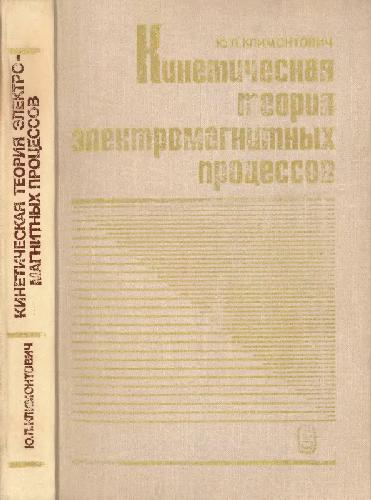 КИНЕТИЧЕСКАЯ ТЕОРИЯ ЭЛЕКТРО-
МАГНИТНЫХ ПРОЦЕССОВ
Ю.Л.КЛИМОНТОВИЧ
Ю.Л.КЛИМОНТОВИЧ
Кинетическая
теория
электромагнитных
процессов